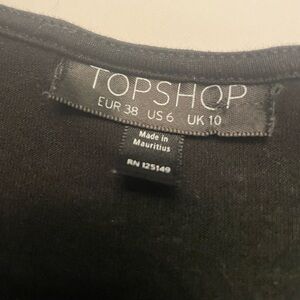 TOPSHOP
EUR 38 US 6 UK 10
Made in
Mauritius
RN 125149